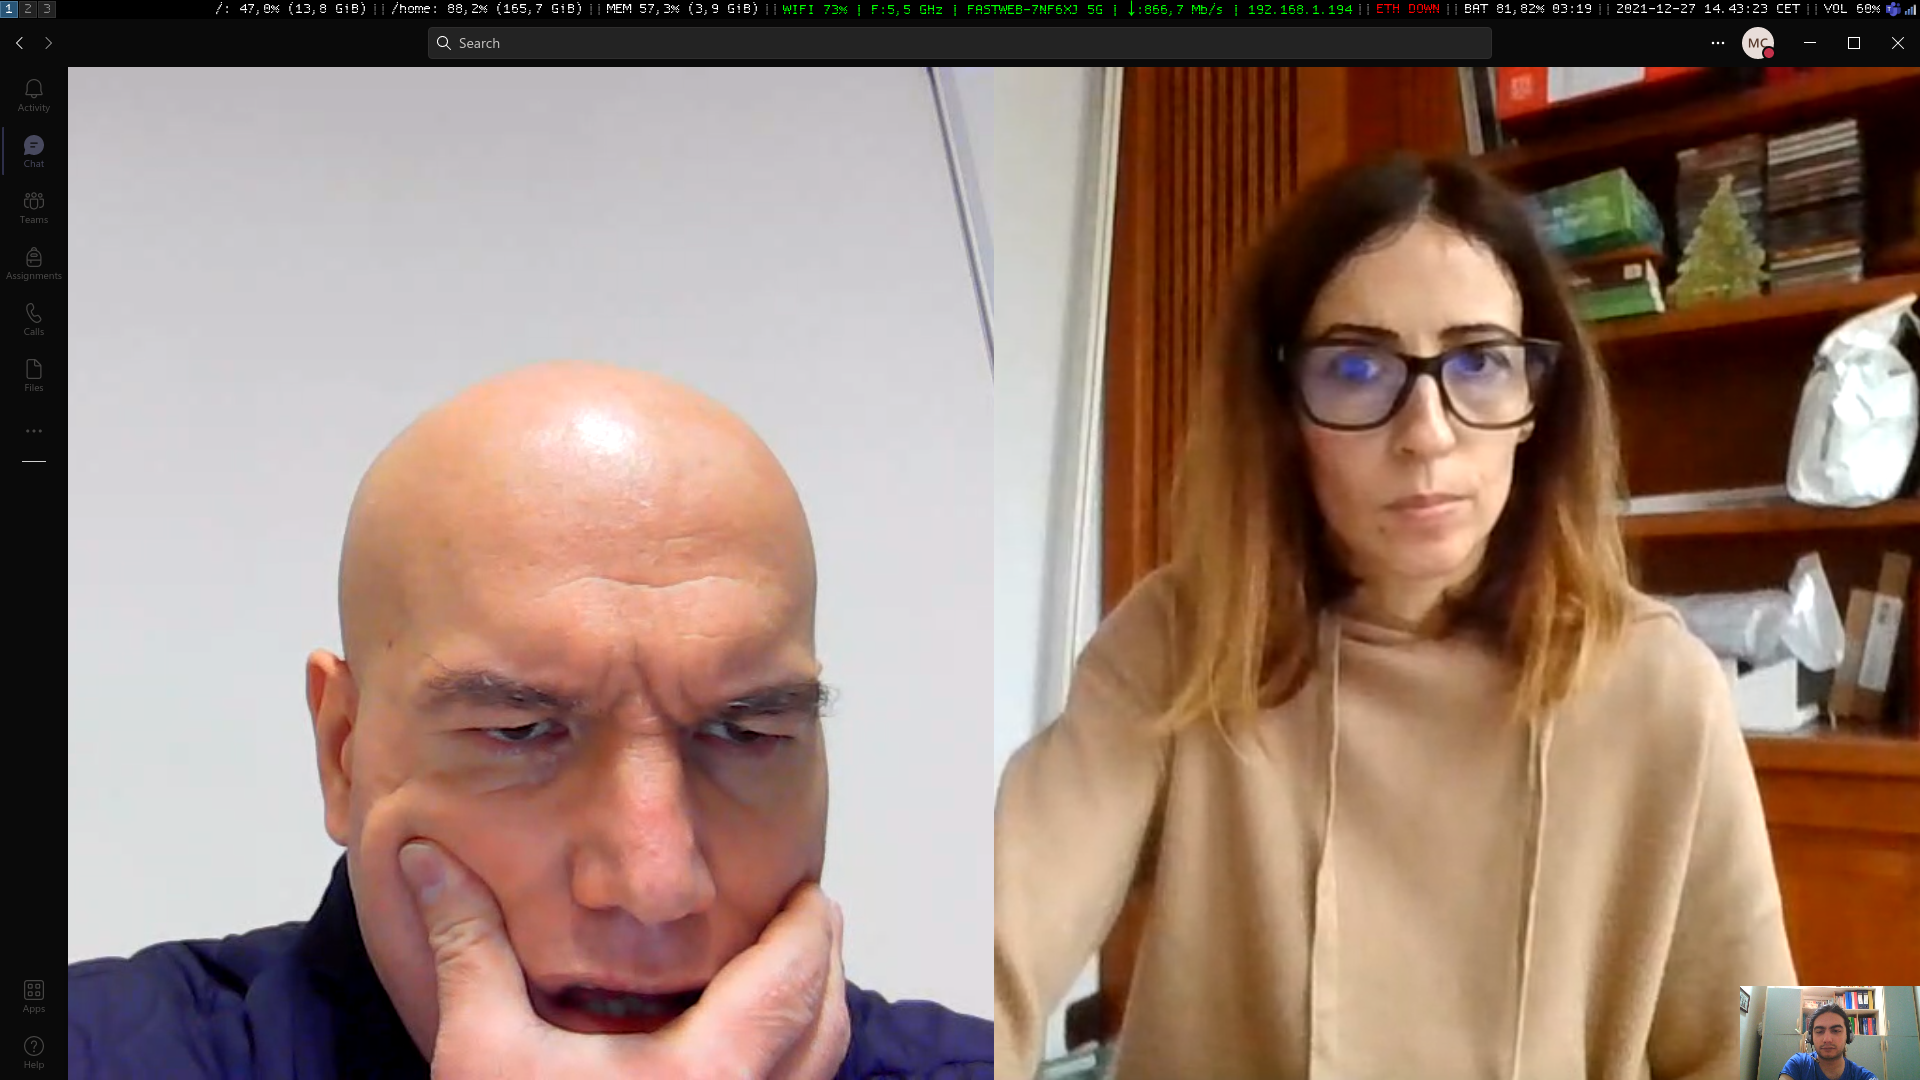 1 2 3 /: 47,0% (13,8 GiB) || /home: 88,2% (165,7 GiB) || MEM 57,3% (3,9 GiB) || WIFI 73% | F:5,5 GHz | FASTWEB-7NF6XJ 5G | ↓:866,7 Mb/s | 192.168.1.194 || ETH DOWN || BAT 81,82% 03:19 || 2021-12-27 14.43:23 CET || VOL 60%
Search
MC
Activity
Chat
Teams
Assignments
Calls
Files
Apps
Help